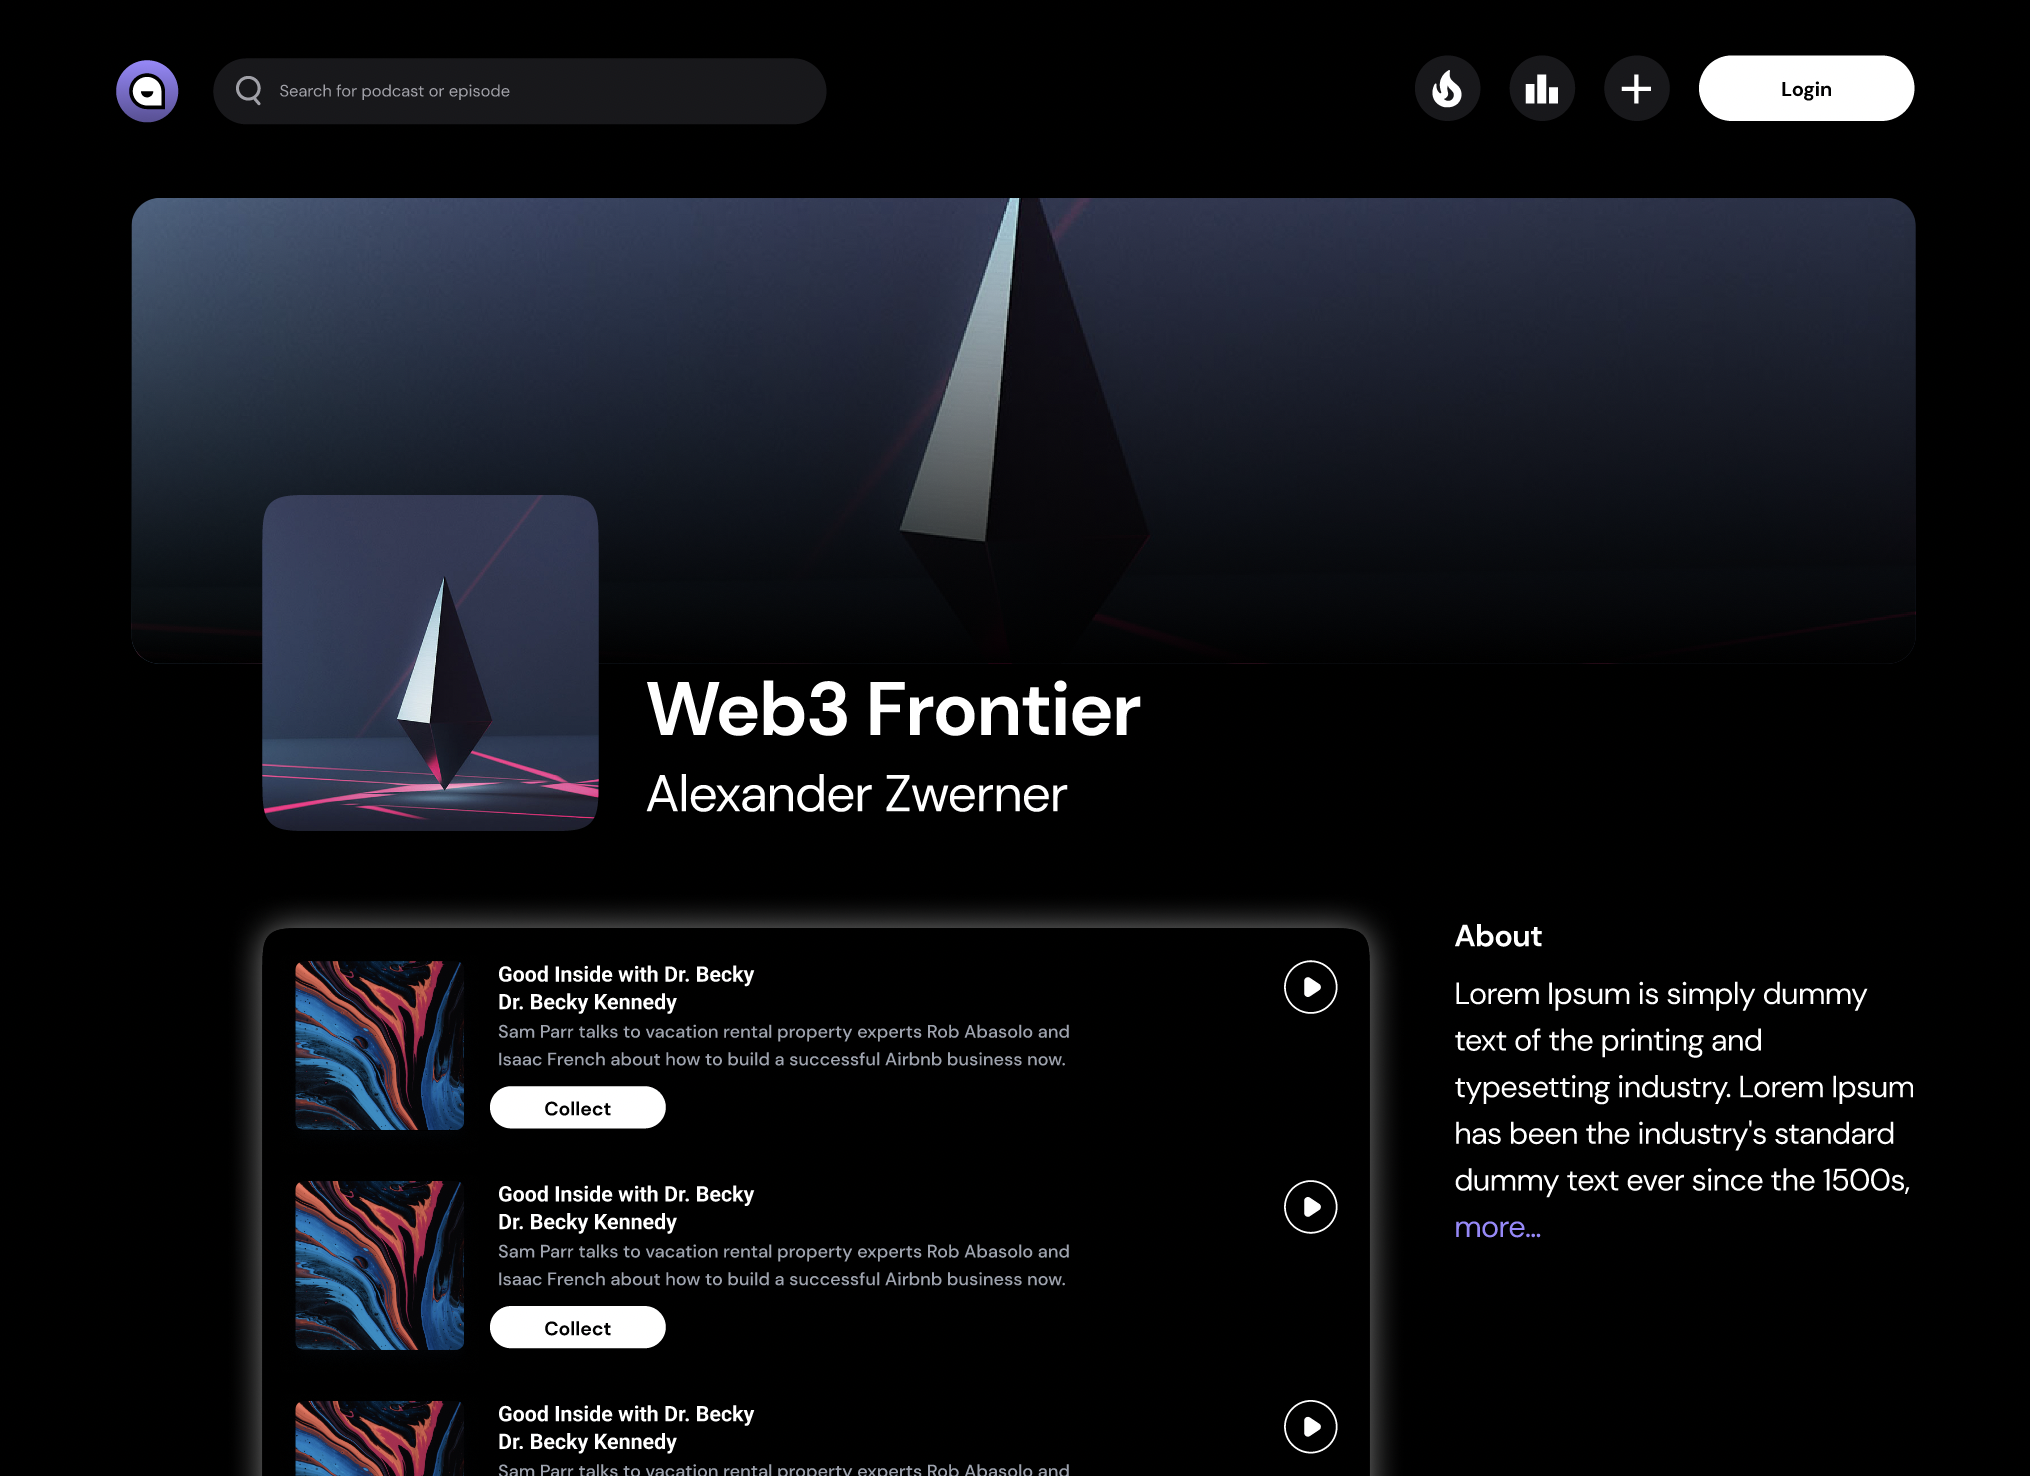 Search for podcast or episode
Login
Web3 Frontier
Alexander Zwerner
Good Inside with Dr. Becky
Dr. Becky Kennedy
Sam Parr talks to vacation rental property experts Rob Abasolo and
Isaac French about how to build a successful Airbnb business now.
Collect
Good Inside with Dr. Becky
Dr. Becky Kennedy
Sam Parr talks to vacation rental property experts Rob Abasolo and
Isaac French about how to build a successful Airbnb business now.
Collect
Good Inside with Dr. Becky
Dr. Becky Kennedy
Sam Parr talks to vacation rental property experts Rob Abasolo and
About
Lorem Ipsum is simply dummy
text of the printing and
typesetting industry. Lorem Ipsum
has been the industry's standard
dummy text ever since the 1500s,
more...